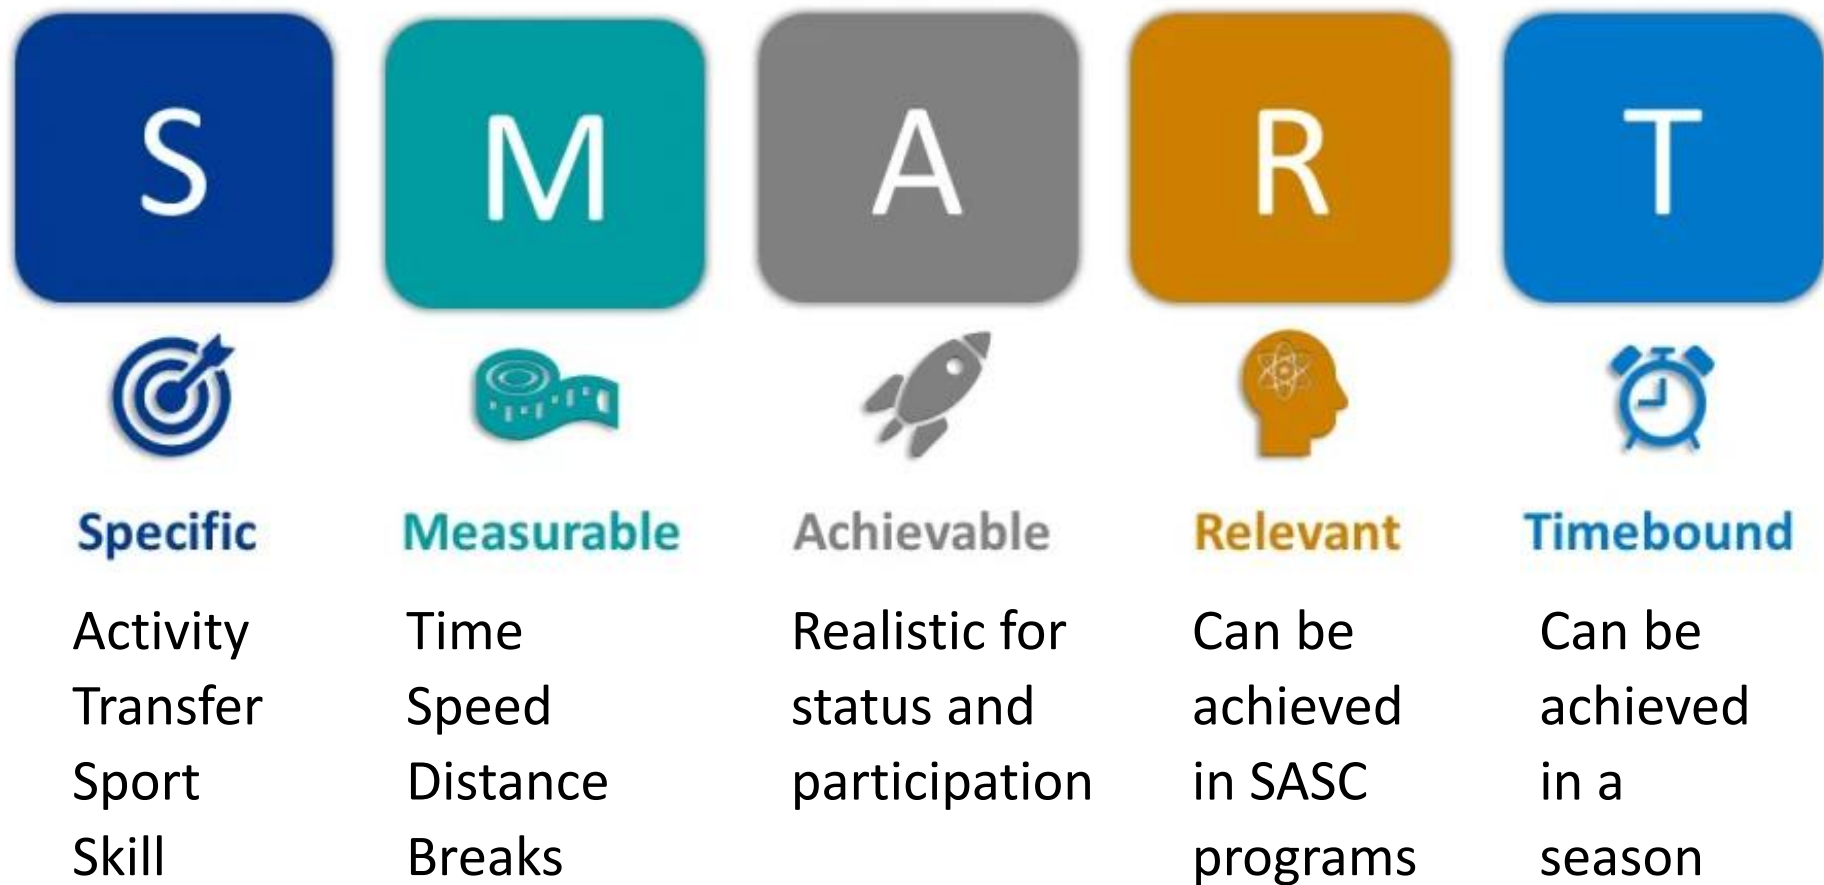 S
M
A
R
T
Specific
Measurable
Achievable
Relevant
Timebound
Activity
Transfer
Sport
Skill
Time
Speed
Distance
Breaks
Realistic for
status and
participation
Can be
achieved
in SASC
programs
Can be
achieved
in a
season